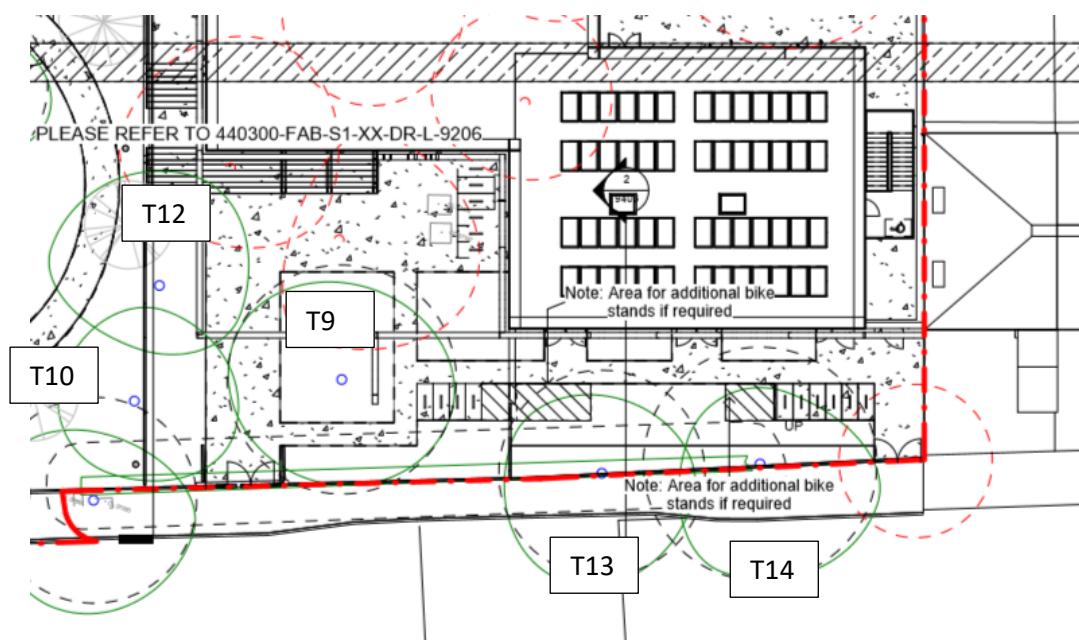 PLEASE REFER TO 440300-FAB-S1-XX-DR-L-9206
T12
2
Note: Area for additional bike
stands if required
T9
T10
UP
Note: Area for additional bike
stands if required
T13
T14